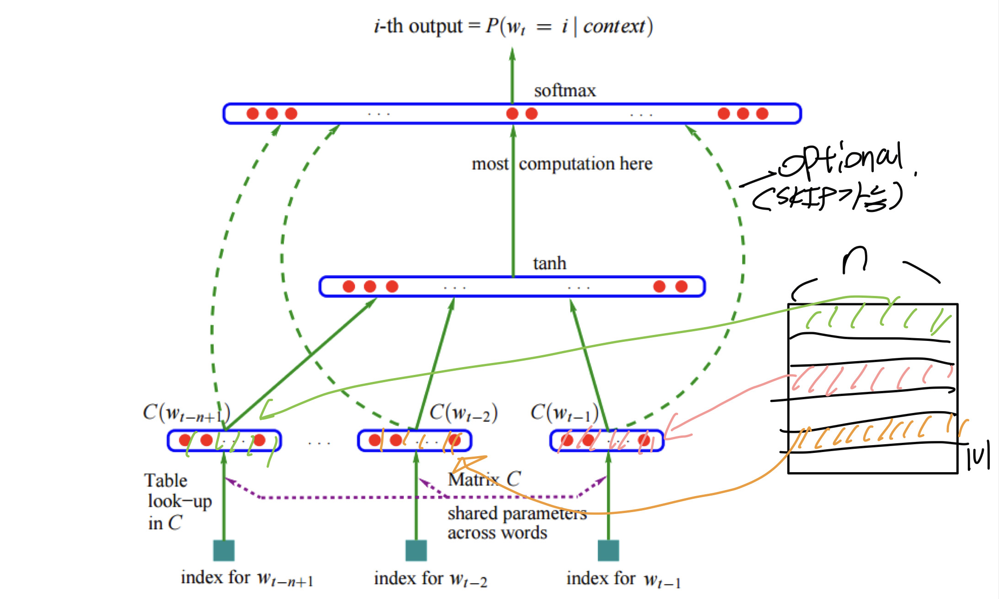 i-th output = P(w_t = i | context)
softmax
. . .
. . .
most computation here
optional.
(skip가능)
n
tanh
. . .
. . .
C(w_{t−n+1})
C(w_{t−2})
C(w_{t−1})
. . .
|V|
Table
look−up
in C
Matrix C
shared parameters
across words
index for w_{t−n+1}
index for w_{t−2}
index for w_{t−1}